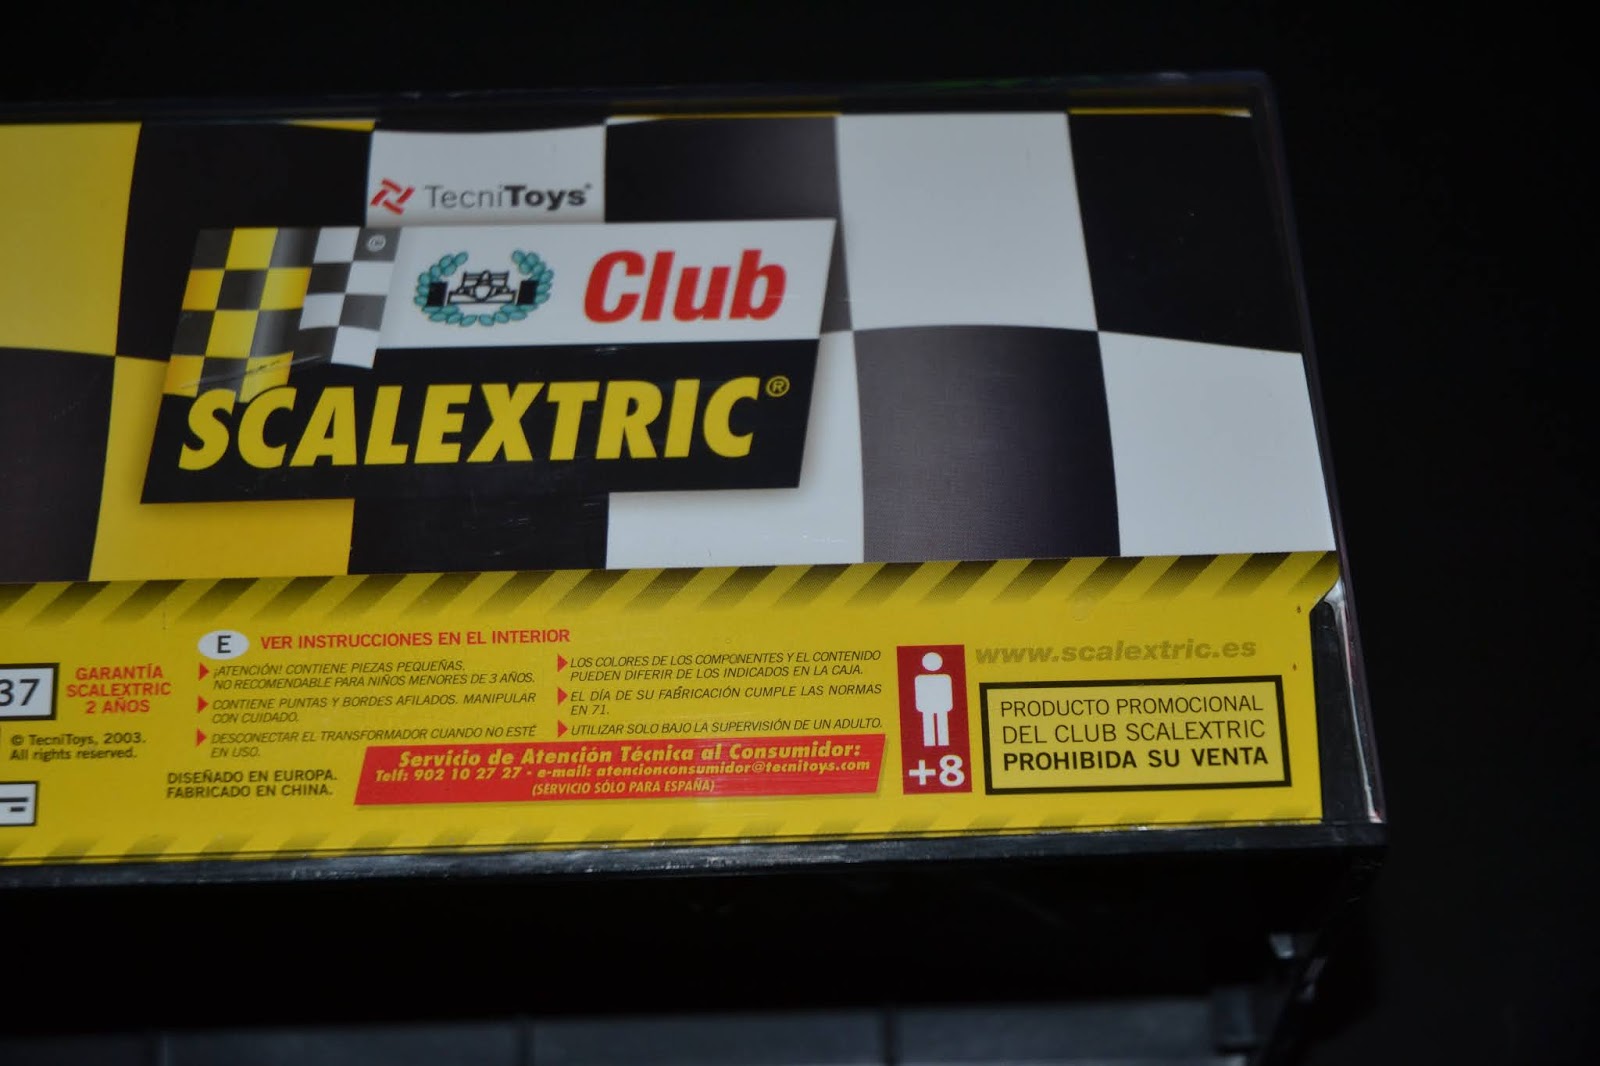 TecniToys®
©
Club
SCALEXTRIC®
37
GARANTÍA
SCALEXTRIC
2 AÑOS
© TecniToys, 2003.
All rights reserved.
DISEÑADO EN EUROPA.
FABRICADO EN CHINA.
E VER INSTRUCCIONES EN EL INTERIOR
¡ATENCIÓN! CONTIENE PIEZAS PEQUEÑAS.
NO RECOMENDABLE PARA NIÑOS MENORES DE 3 AÑOS.
CONTIENE PUNTAS Y BORDES AFILADOS. MANIPULAR
CON CUIDADO.
DESCONECTAR EL TRANSFORMADOR CUANDO NO ESTÉ
EN USO.
LOS COLORES DE LOS COMPONENTES Y EL CONTENIDO
PUEDEN DIFERIR DE LOS INDICADOS EN LA CAJA.
EL DÍA DE SU FABRICACIÓN CUMPLE LAS NORMAS
EN 71.
UTILIZAR SOLO BAJO LA SUPERVISIÓN DE UN ADULTO.
Servicio de Atención Técnica al Consumidor:
Telf: 902 10 27 27 - e-mail: atencionconsumidor@tecnitoys.com
(SERVICIO SÓLO PARA ESPAÑA)
+8
www.scalextric.es
PRODUCTO PROMOCIONAL
DEL CLUB SCALEXTRIC
PROHIBIDA SU VENTA